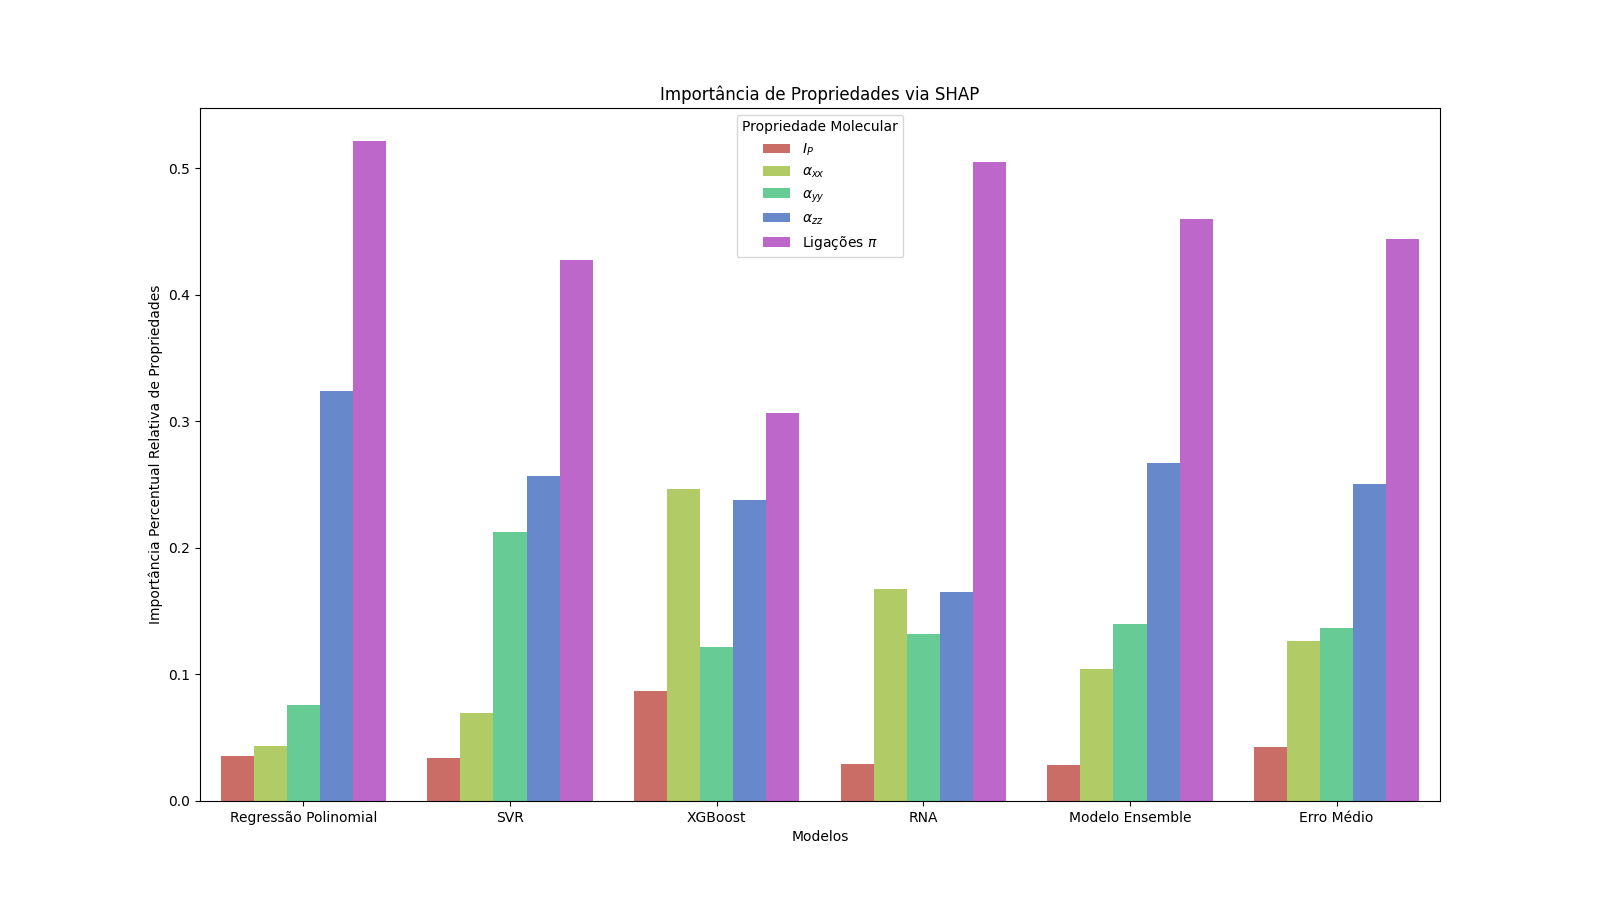 Importância de Propriedades via SHAP
Propriedade Molecular
I_P
α_xx
α_yy
α_zz
Ligações π
Importância Percentual Relativa de Propriedades
0.5
0.4
0.3
0.2
0.1
0.0
Regressão Polinomial SVR XGBoost RNA Modelo Ensemble Erro Médio
Modelos